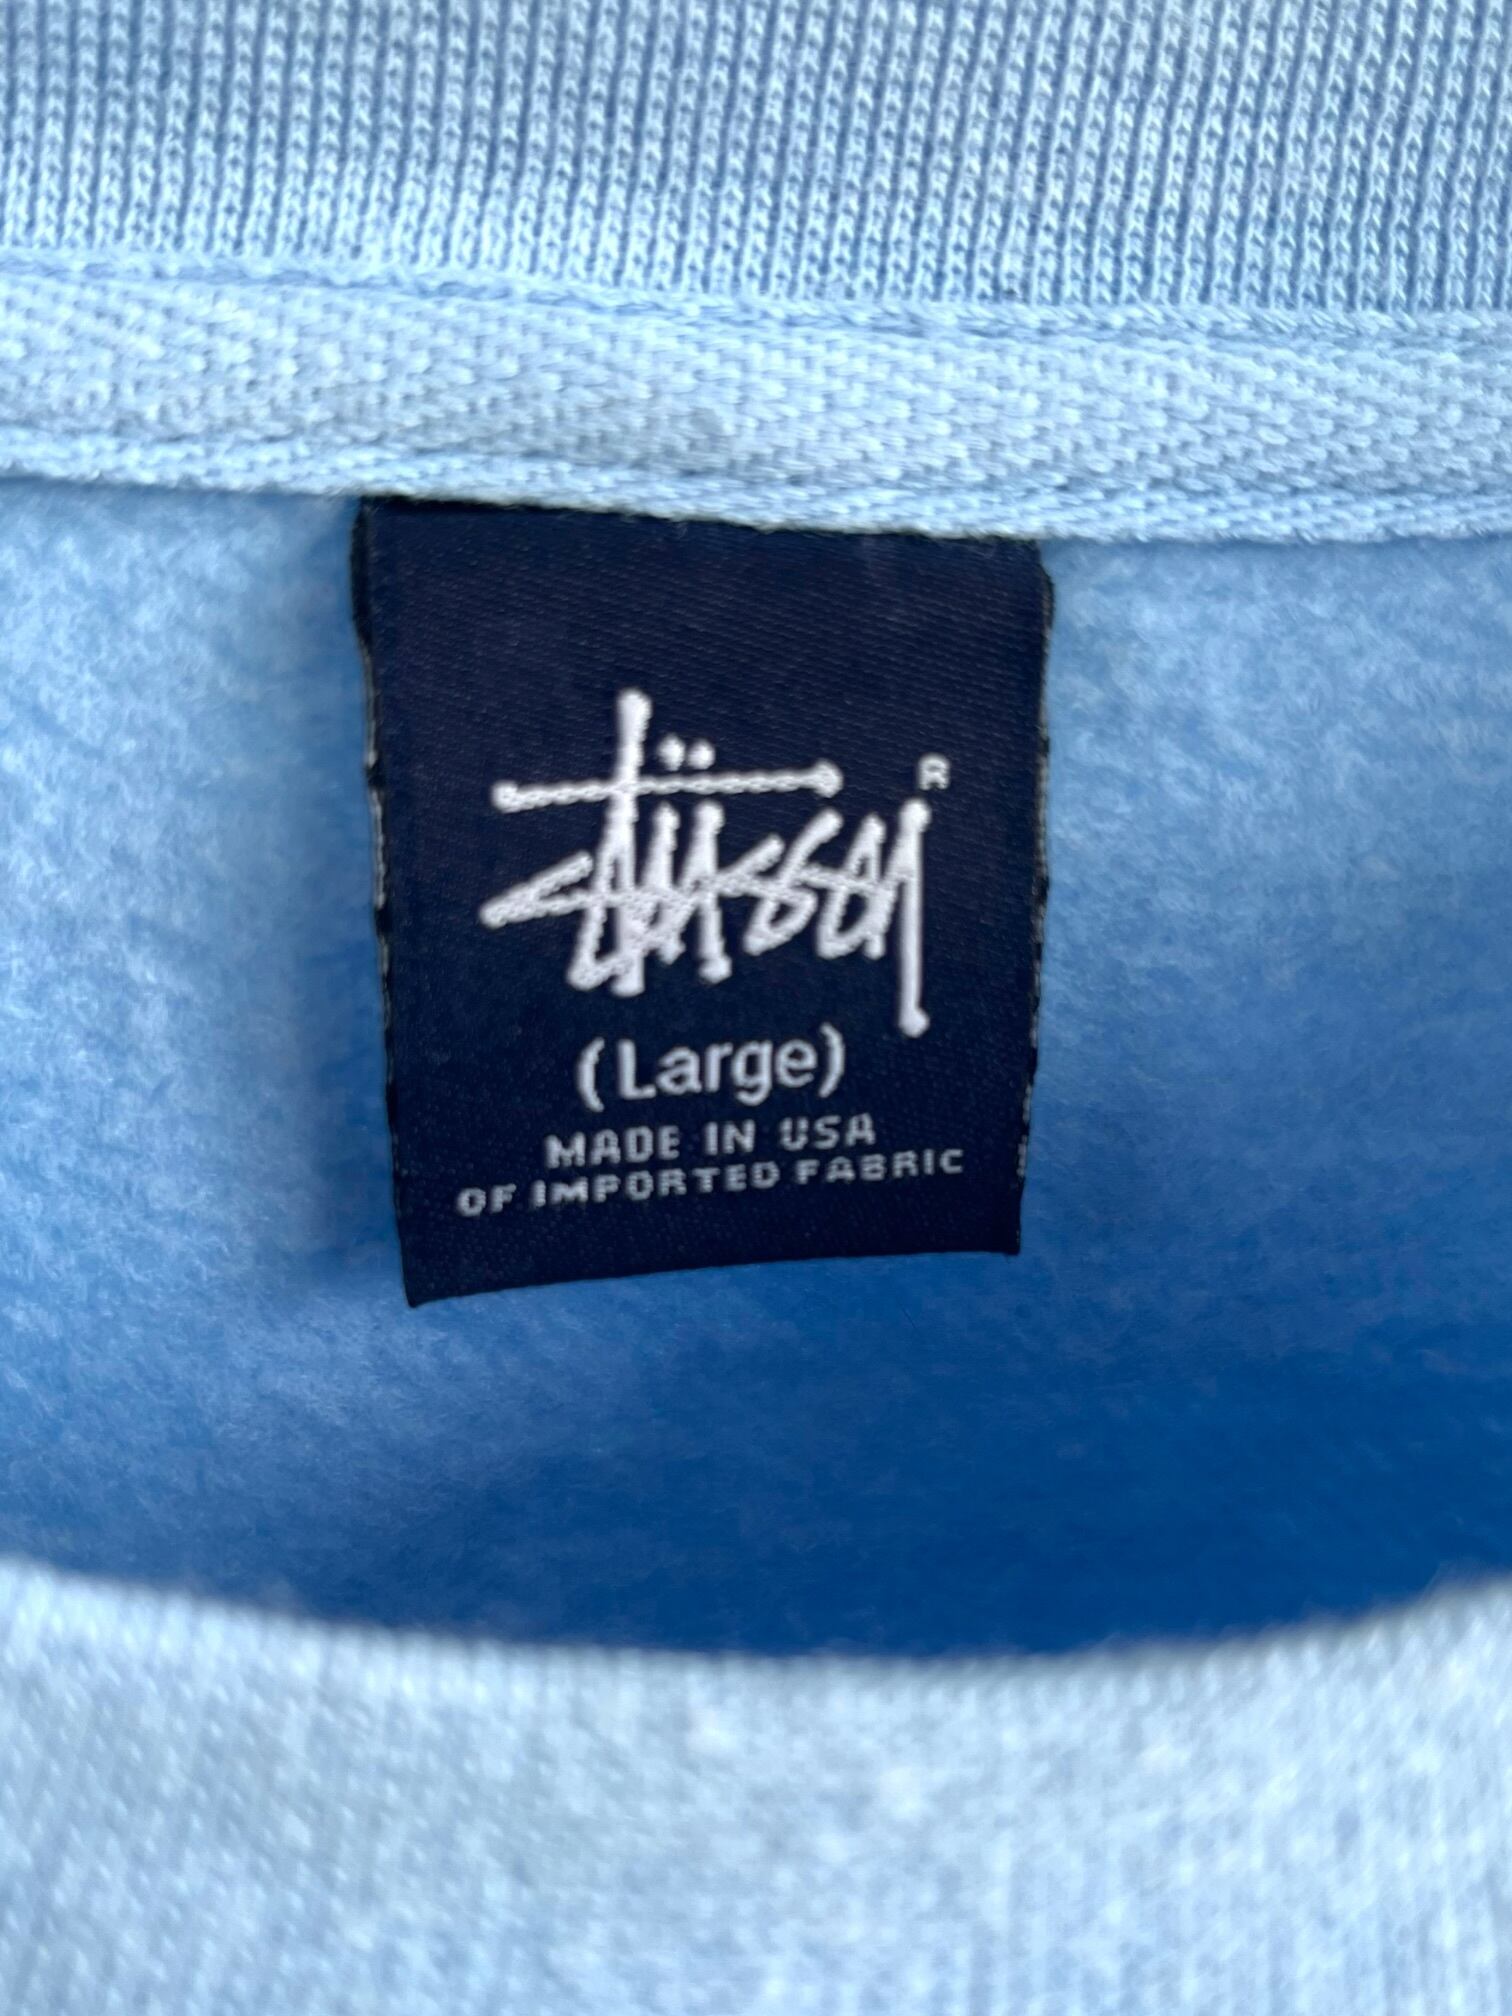 Stüssy®
(Large)
MADE IN USA
OF IMPORTED FABRIC